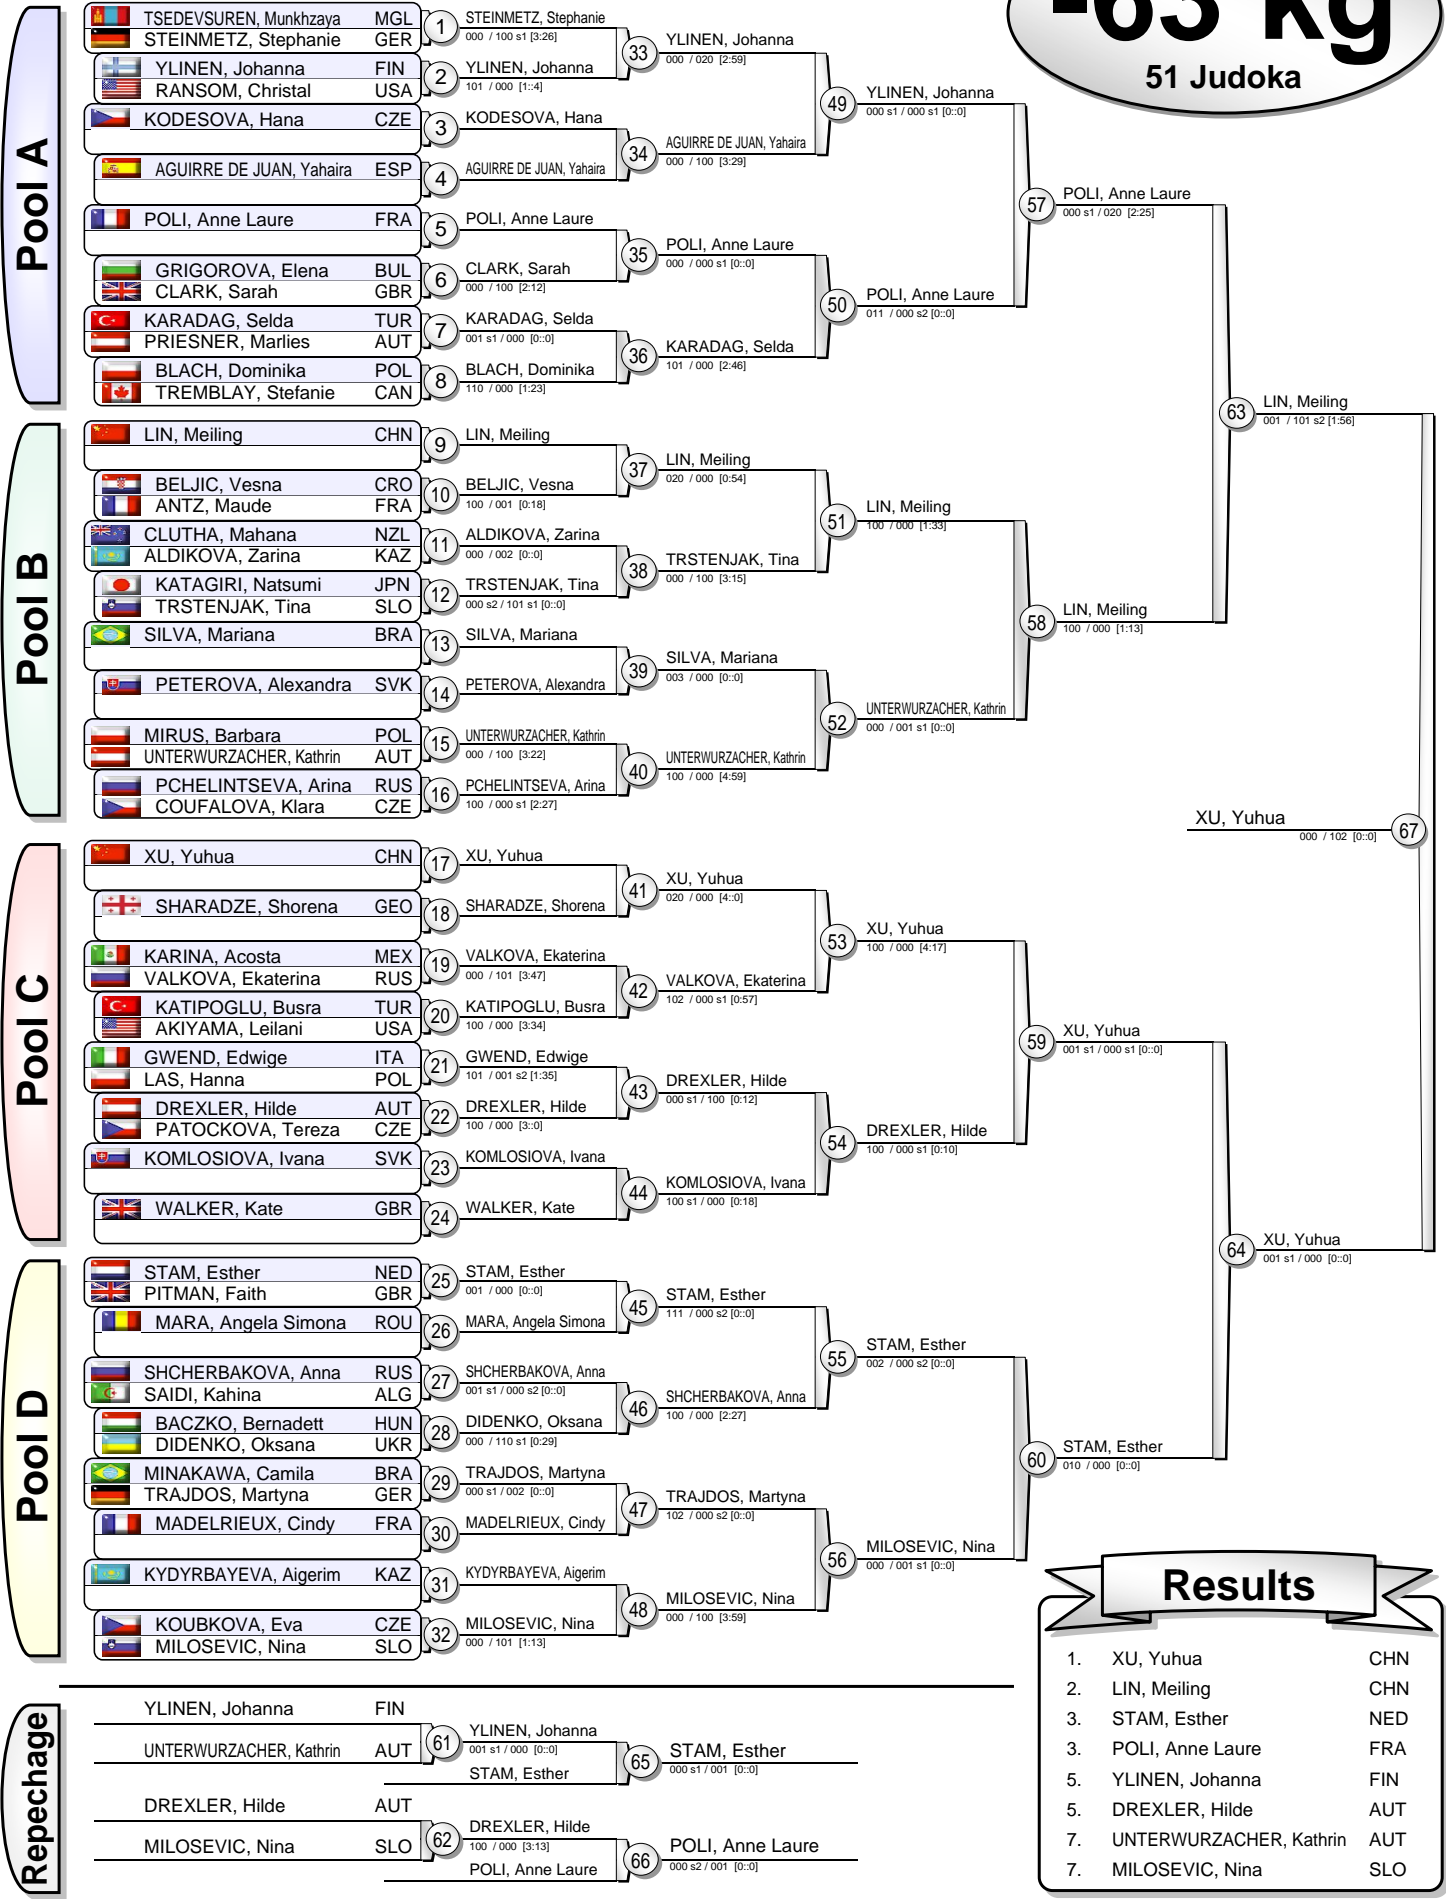 -63 kg
51 Judoka
Pool A
TSEDEVSUREN, Munkhzaya MGL
STEINMETZ, Stephanie GER
YLINEN, Johanna FIN
RANSOM, Christal USA
KODESOVA, Hana CZE
AGUIRRE DE JUAN, Yahaira ESP
POLI, Anne Laure FRA
GRIGOROVA, Elena BUL
CLARK, Sarah GBR
KARADAG, Selda TUR
PRIESNER, Marlies AUT
BLACH, Dominika POL
TREMBLAY, Stefanie CAN
Pool B
LIN, Meiling CHN
BELJIC, Vesna CRO
ANTZ, Maude FRA
CLUTHA, Mahana NZL
ALDIKOVA, Zarina KAZ
KATAGIRI, Natsumi JPN
TRSTENJAK, Tina SLO
SILVA, Mariana BRA
PETEROVA, Alexandra SVK
MIRUS, Barbara POL
UNTERWURZACHER, Kathrin AUT
PCHELINTSEVA, Arina RUS
COUFALOVA, Klara CZE
Pool C
XU, Yuhua CHN
SHARADZE, Shorena GEO
KARINA, Acosta MEX
VALKOVA, Ekaterina RUS
KATIPOGLU, Busra TUR
AKIYAMA, Leilani USA
GWEND, Edwige ITA
LAS, Hanna POL
DREXLER, Hilde AUT
PATOCKOVA, Tereza CZE
KOMLOSIOVA, Ivana SVK
WALKER, Kate GBR
Pool D
STAM, Esther NED
PITMAN, Faith GBR
MARA, Angela Simona ROU
SHCHERBAKOVA, Anna RUS
SAIDI, Kahina ALG
BACZKO, Bernadett HUN
DIDENKO, Oksana UKR
MINAKAWA, Camila BRA
TRAJDOS, Martyna GER
MADELRIEUX, Cindy FRA
KYDYRBAYEVA, Aigerim KAZ
KOUBKOVA, Eva CZE
MILOSEVIC, Nina SLO
1 STEINMETZ, Stephanie
000 / 100 s1 [3:26]
2 YLINEN, Johanna
101 / 000 [1::4]
3 KODESOVA, Hana
4 AGUIRRE DE JUAN, Yahaira
5 POLI, Anne Laure
6 CLARK, Sarah
000 / 100 [2:12]
7 KARADAG, Selda
001 s1 / 000 [0::0]
8 BLACH, Dominika
110 / 000 [1:23]
9 LIN, Meiling
10 BELJIC, Vesna
100 / 001 [0:18]
11 ALDIKOVA, Zarina
000 / 002 [0::0]
12 TRSTENJAK, Tina
000 s2 / 101 s1 [0::0]
13 SILVA, Mariana
14 PETEROVA, Alexandra
15 UNTERWURZACHER, Kathrin
000 / 100 [3:22]
16 PCHELINTSEVA, Arina
100 / 000 s1 [2:27]
17 XU, Yuhua
18 SHARADZE, Shorena
19 VALKOVA, Ekaterina
000 / 101 [3:47]
20 KATIPOGLU, Busra
100 / 000 [3:34]
21 GWEND, Edwige
101 / 001 s2 [1:35]
22 DREXLER, Hilde
100 / 000 [3::0]
23 KOMLOSIOVA, Ivana
24 WALKER, Kate
25 STAM, Esther
001 / 000 [0::0]
26 MARA, Angela Simona
27 SHCHERBAKOVA, Anna
001 s1 / 000 s2 [0::0]
28 DIDENKO, Oksana
000 / 110 s1 [0:29]
29 TRAJDOS, Martyna
000 s1 / 002 [0::0]
30 MADELRIEUX, Cindy
31 KYDYRBAYEVA, Aigerim
32 MILOSEVIC, Nina
000 / 101 [1:13]
33 YLINEN, Johanna
000 / 020 [2:59]
34 AGUIRRE DE JUAN, Yahaira
000 / 100 [3:29]
35 POLI, Anne Laure
000 / 000 s1 [0::0]
36 KARADAG, Selda
101 / 000 [2:46]
37 LIN, Meiling
020 / 000 [0:54]
38 TRSTENJAK, Tina
000 / 100 [3:15]
39 SILVA, Mariana
003 / 000 [0::0]
40 UNTERWURZACHER, Kathrin
100 / 000 [4:59]
41 XU, Yuhua
020 / 000 [4::0]
42 VALKOVA, Ekaterina
102 / 000 s1 [0:57]
43 DREXLER, Hilde
000 s1 / 100 [0:12]
44 KOMLOSIOVA, Ivana
100 s1 / 000 [0:18]
45 STAM, Esther
111 / 000 s2 [0::0]
46 SHCHERBAKOVA, Anna
100 / 000 [2:27]
47 TRAJDOS, Martyna
102 / 000 s2 [0::0]
48 MILOSEVIC, Nina
000 / 100 [3:59]
49 YLINEN, Johanna
000 s1 / 000 s1 [0::0]
50 POLI, Anne Laure
011 / 000 s2 [0::0]
51 LIN, Meiling
100 / 000 [1:33]
52 UNTERWURZACHER, Kathrin
000 / 001 s1 [0::0]
53 XU, Yuhua
100 / 000 [4:17]
54 DREXLER, Hilde
100 / 000 s1 [0:10]
55 STAM, Esther
002 / 000 s2 [0::0]
56 MILOSEVIC, Nina
000 / 001 s1 [0::0]
57 POLI, Anne Laure
000 s1 / 020 [2:25]
58 LIN, Meiling
100 / 000 [1:13]
59 XU, Yuhua
001 s1 / 000 s1 [0::0]
60 STAM, Esther
010 / 000 [0::0]
63 LIN, Meiling
001 / 101 s2 [1:56]
64 XU, Yuhua
001 s1 / 000 [0::0]
XU, Yuhua 67
000 / 102 [0::0]
Repechage
YLINEN, Johanna FIN
UNTERWURZACHER, Kathrin AUT
61 YLINEN, Johanna
001 s1 / 000 [0::0]
STAM, Esther
65 STAM, Esther
000 s1 / 001 [0::0]
DREXLER, Hilde AUT
MILOSEVIC, Nina SLO
62 DREXLER, Hilde
100 / 000 [3:13]
POLI, Anne Laure
66 POLI, Anne Laure
000 s2 / 001 [0::0]
Results
1. XU, Yuhua CHN
2. LIN, Meiling CHN
3. STAM, Esther NED
3. POLI, Anne Laure FRA
5. YLINEN, Johanna FIN
5. DREXLER, Hilde AUT
7. UNTERWURZACHER, Kathrin AUT
7. MILOSEVIC, Nina SLO